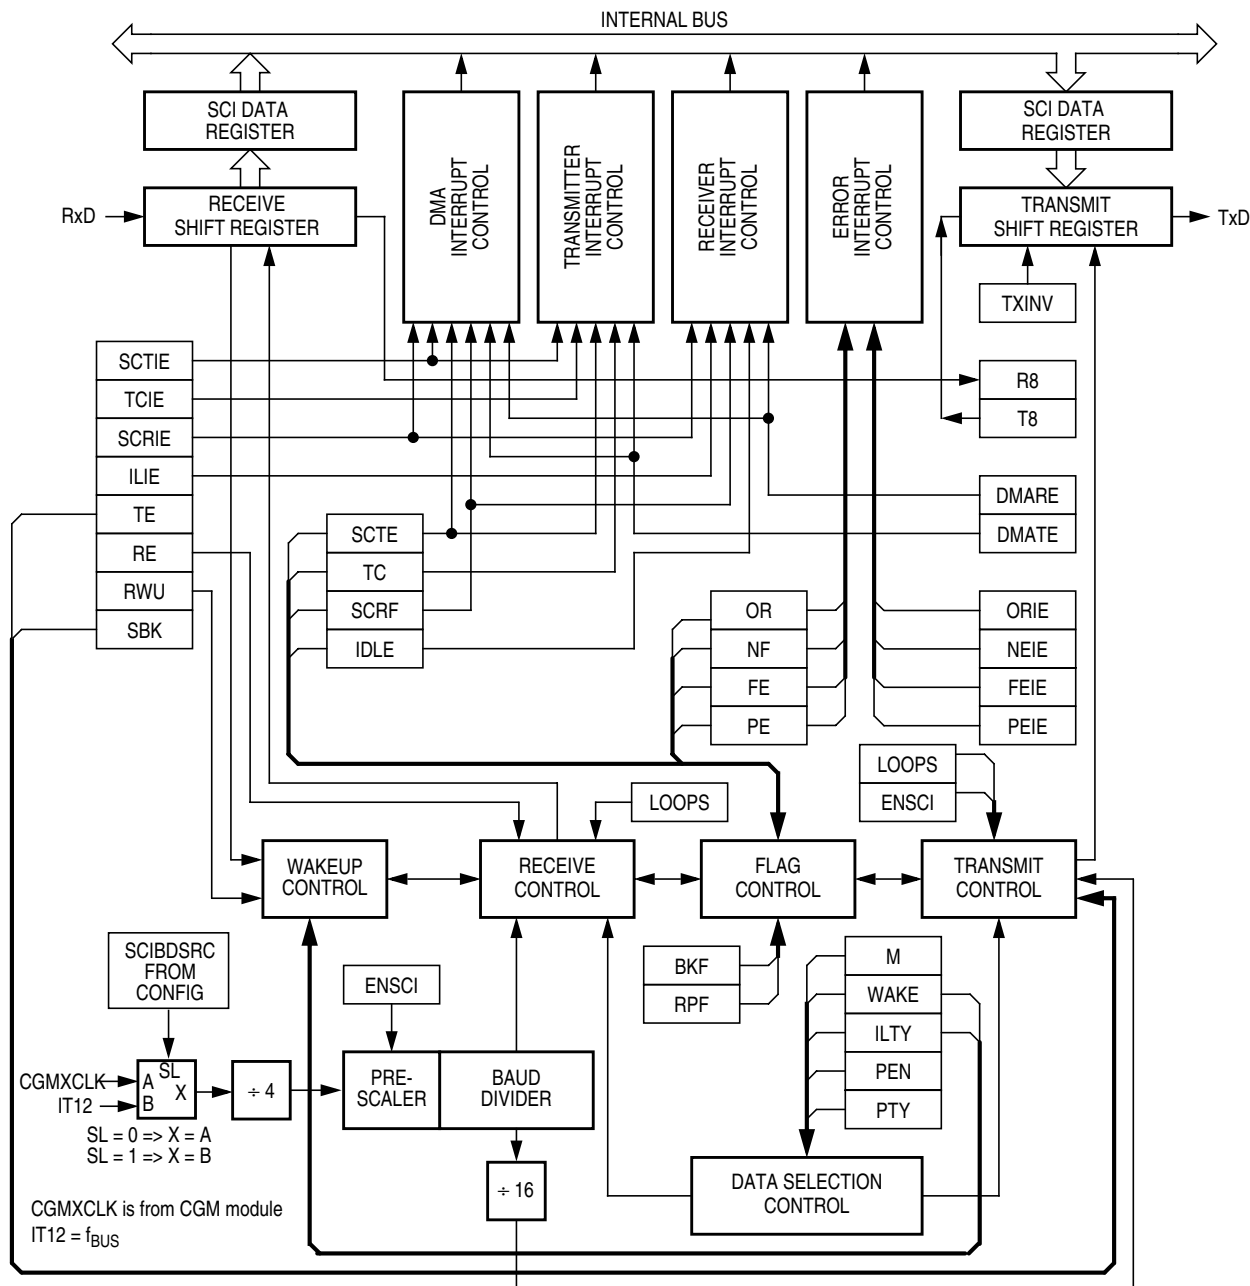 INTERNAL BUS
SCI DATA
REGISTER
RECEIVE
SHIFT REGISTER
RxD
DMA
INTERRUPT
CONTROL
TRANSMITTER
INTERRUPT
CONTROL
RECEIVER
INTERRUPT
CONTROL
ERROR
INTERRUPT
CONTROL
SCI DATA
REGISTER
TRANSMIT
SHIFT REGISTER
TxD
TXINV
R8
T8
SCTIE
TCIE
SCRIE
ILIE
TE
RE
RWU
SBK
SCTE
TC
SCRF
IDLE
DMARE
DMATE
OR
NF
FE
PE
ORIE
NEIE
FEIE
PEIE
LOOPS
LOOPS
ENSCI
WAKEUP
CONTROL
RECEIVE
CONTROL
FLAG
CONTROL
TRANSMIT
CONTROL
SCIBDSRC
FROM
CONFIG
ENSCI
BKF
RPF
M
WAKE
ILTY
PEN
PTY
CGMXCLK
IT12
SL
A
X
B
÷ 4
PRE-
SCALER
BAUD
DIVIDER
SL = 0 => X = A
SL = 1 => X = B
÷ 16
DATA SELECTION
CONTROL
CGMXCLK is from CGM module
IT12 = fBUS